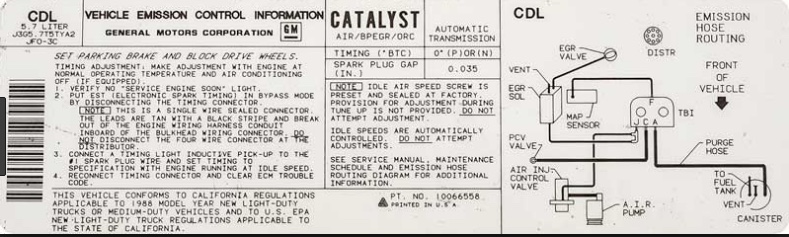 CDL
5.7 LITER
J3G5.7T5TYA2
JFO-3C
VEHICLE EMISSION CONTROL INFORMATION
GENERAL MOTORS CORPORATION GM
SET PARKING BRAKE AND BLOCK DRIVE WHEELS.
TIMING ADJUSTMENT: MAKE ADJUSTMENT WITH ENGINE AT
NORMAL OPERATING TEMPERATURE AND AIR CONDITIONING
OFF (IF EQUIPPED).
1. VERIFY NO "SERVICE ENGINE SOON" LIGHT.
2. PUT EST (ELECTRONIC SPARK TIMING) IN BYPASS MODE
BY DISCONNECTING THE TIMING CONNECTOR.
NOTE THIS IS A SINGLE WIRE SEALED CONNECTOR.
THE LEADS ARE TAN WITH A BLACK STRIPE AND BREAK
OUT OF THE ENGINE WIRING HARNESS CONDUIT
INBOARD OF THE BULKHEAD WIRING CONNECTOR. DO
NOT DISCONNECT THE FOUR WIRE CONNECTOR AT THE
DISTRIBUTOR.
3. CONNECT A TIMING LIGHT INDUCTIVE PICK-UP TO THE
#1 SPARK PLUG WIRE AND SET TIMING TO
SPECIFICATION WITH ENGINE RUNNING AT IDLE SPEED.
4. RECONNECT TIMING CONNECTOR AND CLEAR ECM TROUBLE
CODE.
THIS VEHICLE CONFORMS TO CALIFORNIA REGULATIONS
APPLICABLE TO 1988 MODEL YEAR NEW LIGHT-DUTY
TRUCKS OR MEDIUM-DUTY VEHICLES AND TO U.S. EPA
NEW LIGHT-DUTY TRUCK REGULATIONS APPLICABLE TO
THE STATE OF CALIFORNIA.
CATALYST
AIR/BPEGR/ORC
AUTOMATIC
TRANSMISSION
TIMING (°BTC) 0°(P)OR(N)
SPARK PLUG GAP
(IN.) 0.035
NOTE IDLE AIR SPEED SCREW IS
PRESET AND SEALED AT FACTORY.
PROVISION FOR ADJUSTMENT DURING
TUNE UP IS NOT PROVIDED. DO NOT
ATTEMPT ADJUSTMENT.
IDLE SPEEDS ARE AUTOMATICALLY
CONTROLLED. DO NOT ATTEMPT
ADJUSTMENTS.
SEE SERVICE MANUAL, MAINTENANCE
SCHEDULE AND EMISSION HOSE
ROUTING DIAGRAM FOR ADDITIONAL
INFORMATION.
PT. NO. 10066558
PRINTED IN U.S.A.
CDL
EMISSION
HOSE
ROUTING
EGR
VALVE
DISTR
VENT
EGR
SOL
MAP
SENSOR
F
J C A
TBI
FRONT
OF
VEHICLE
PCV
VALVE
PURGE
HOSE
AIR INJ
CONTROL
VALVE
A.I.R.
PUMP
TO
FUEL
TANK
VENT
CANISTER